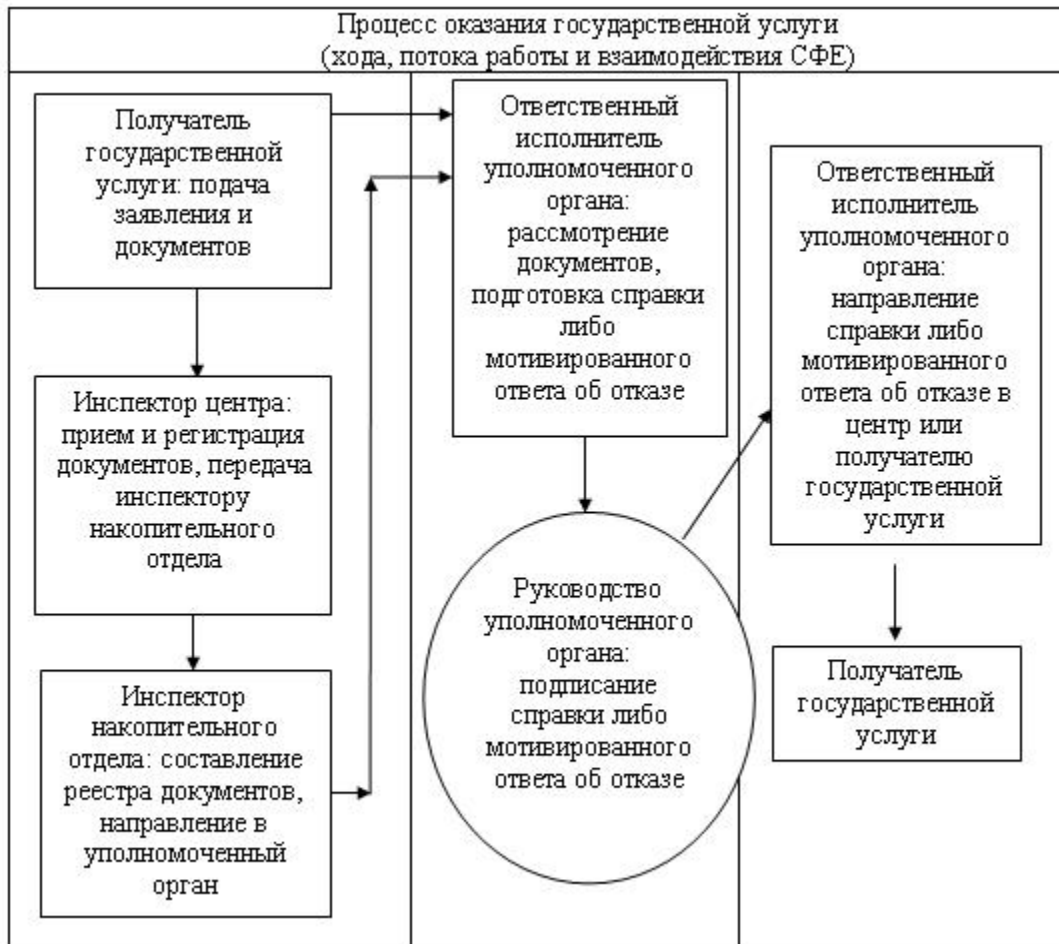 Процесс оказания государственной услуги
(хода, потока работы и взаимодействия СФЕ)
Получатель
государственной
услуги: подача
заявления и
документов
Инспектор центра:
прием и регистрация
документов, передача
инспектору
накопительного
отдела
Инспектор
накопительного
отдела: составление
реестра документов,
направление в
уполномоченный
орган
Ответственный
исполнитель
уполномоченного
органа:
рассмотрение
документов,
подготовка справки
либо
мотивированного
ответа об отказе
Руководство
уполномоченного
органа:
подписание
справки либо
мотивированного
ответа об отказе
Ответственный
исполнитель
уполномоченного
органа:
направление
справки либо
мотивированного
ответа об отказе в
центр или
получателю
государственной
услуги
Получатель
государственной
услуги